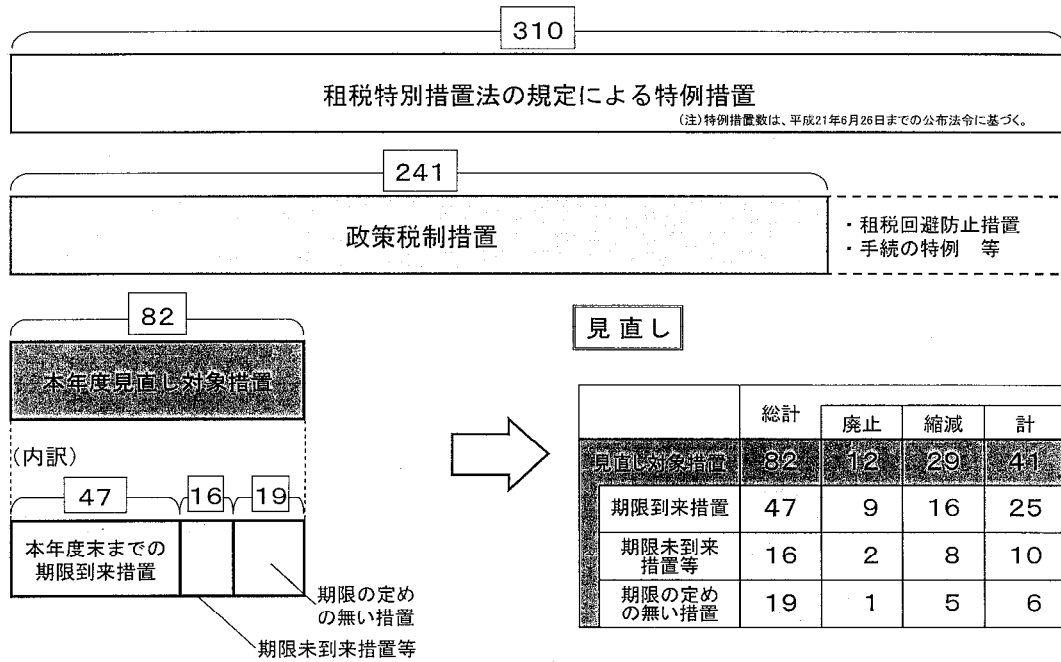 310
租税特別措置法の規定による特例措置
(注)特例措置数は、平成21年6月26日までの公布法令に基づく。
241
政策税制措置
・租税回避防止措置
・手続の特例 等
82
本年度見直し対象措置
(内訳)
47 16 19
本年度末までの
期限到来措置
期限の定め
の無い措置
期限未到来措置等
見直し
総計 廃止 縮減 計
見直し対象措置 82 12 29 41
期限到来措置 47 9 16 25
期限未到来
措置等 16 2 8 10
期限の定め
の無い措置 19 1 5 6